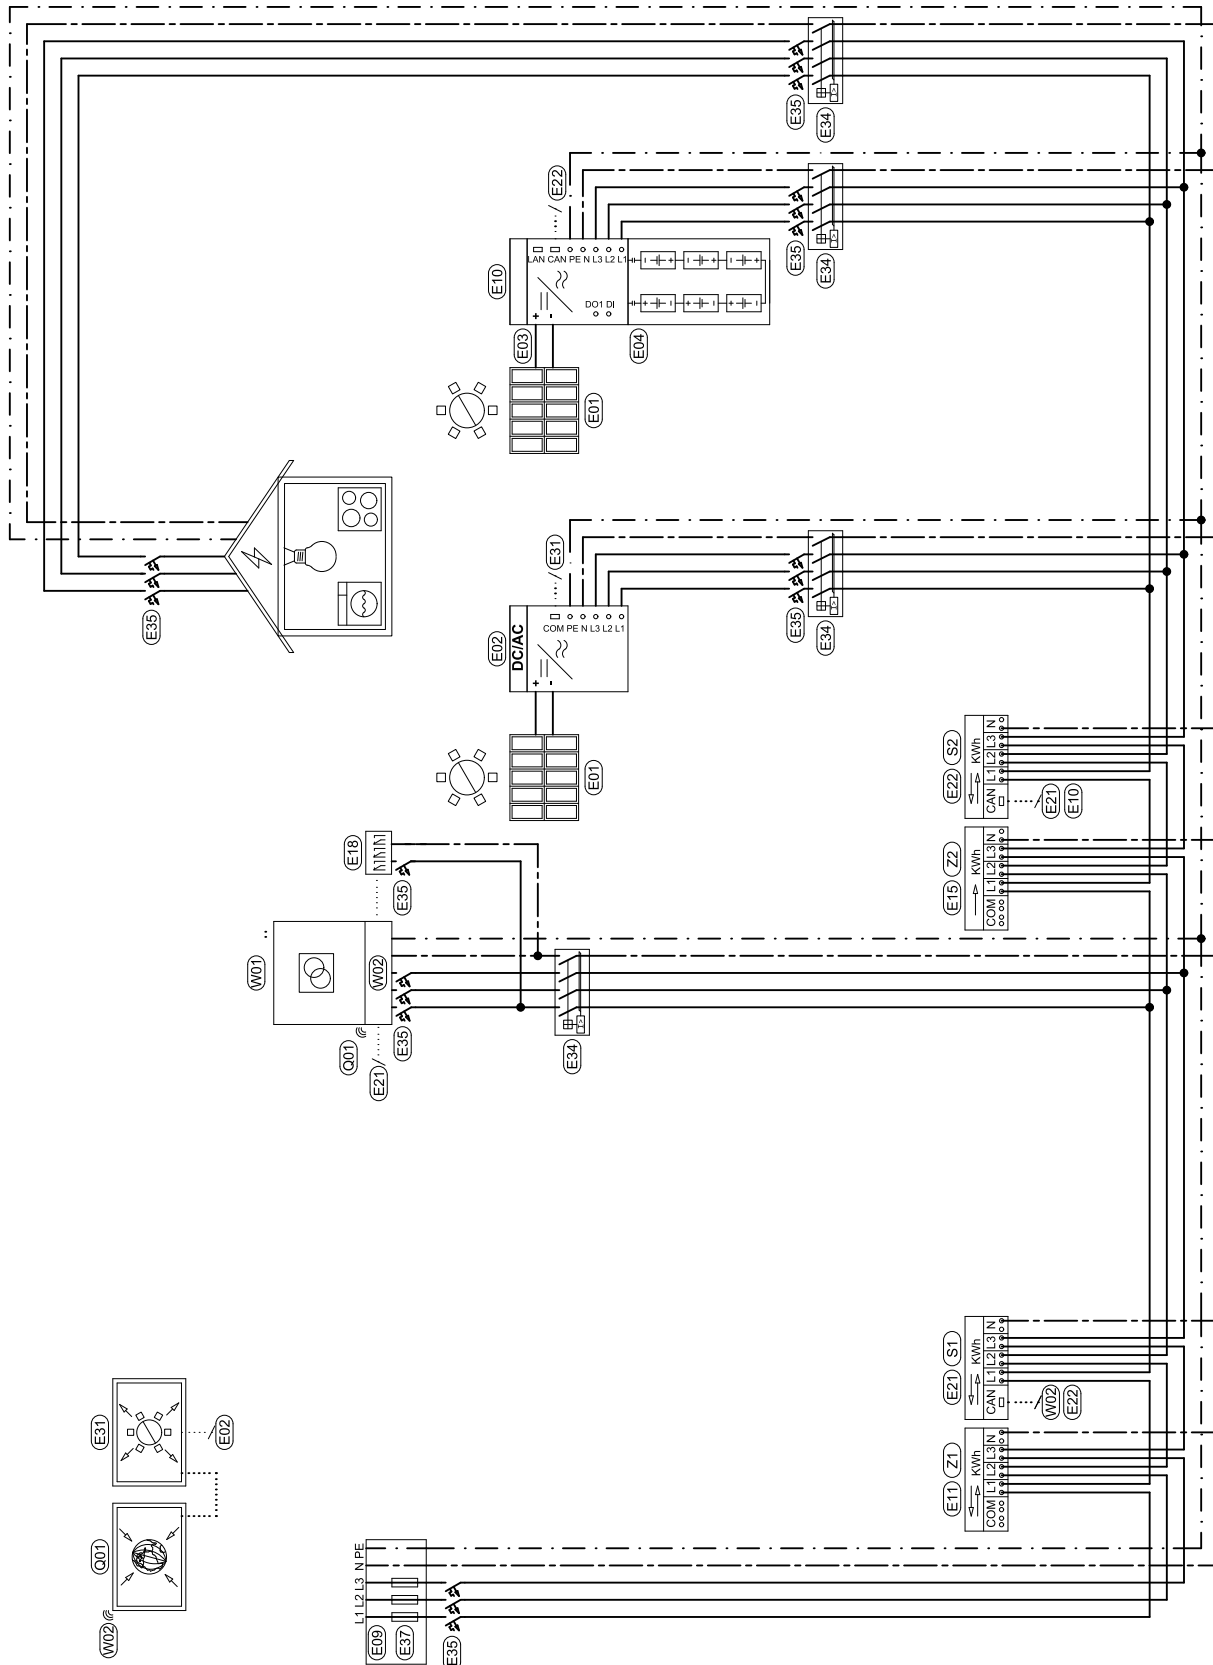 Q01
E31
W02
E02
L1 L2 L3 N PE
E09
E37
E35
W01
Q01
W02
E21
E35
E18
E35
E34
E35
E02
DC/AC
+
-
COM PE N L3 L2 L1
E31
E01
E35
E34
E10
LAN CAN PE N L3 L2 L1
+
-
DO1 DI
E22
E03
E04
E01
E35
E34
E35
E34
E11 Z1
KWh
COM L1 L2 L3 N
E21 S1
KWh
CAN L1 L2 L3 N
W02
E22
E15 Z2
KWh
COM L1 L2 L3 N
E22 S2
KWh
CAN L1 L2 L3 N
E21
E10